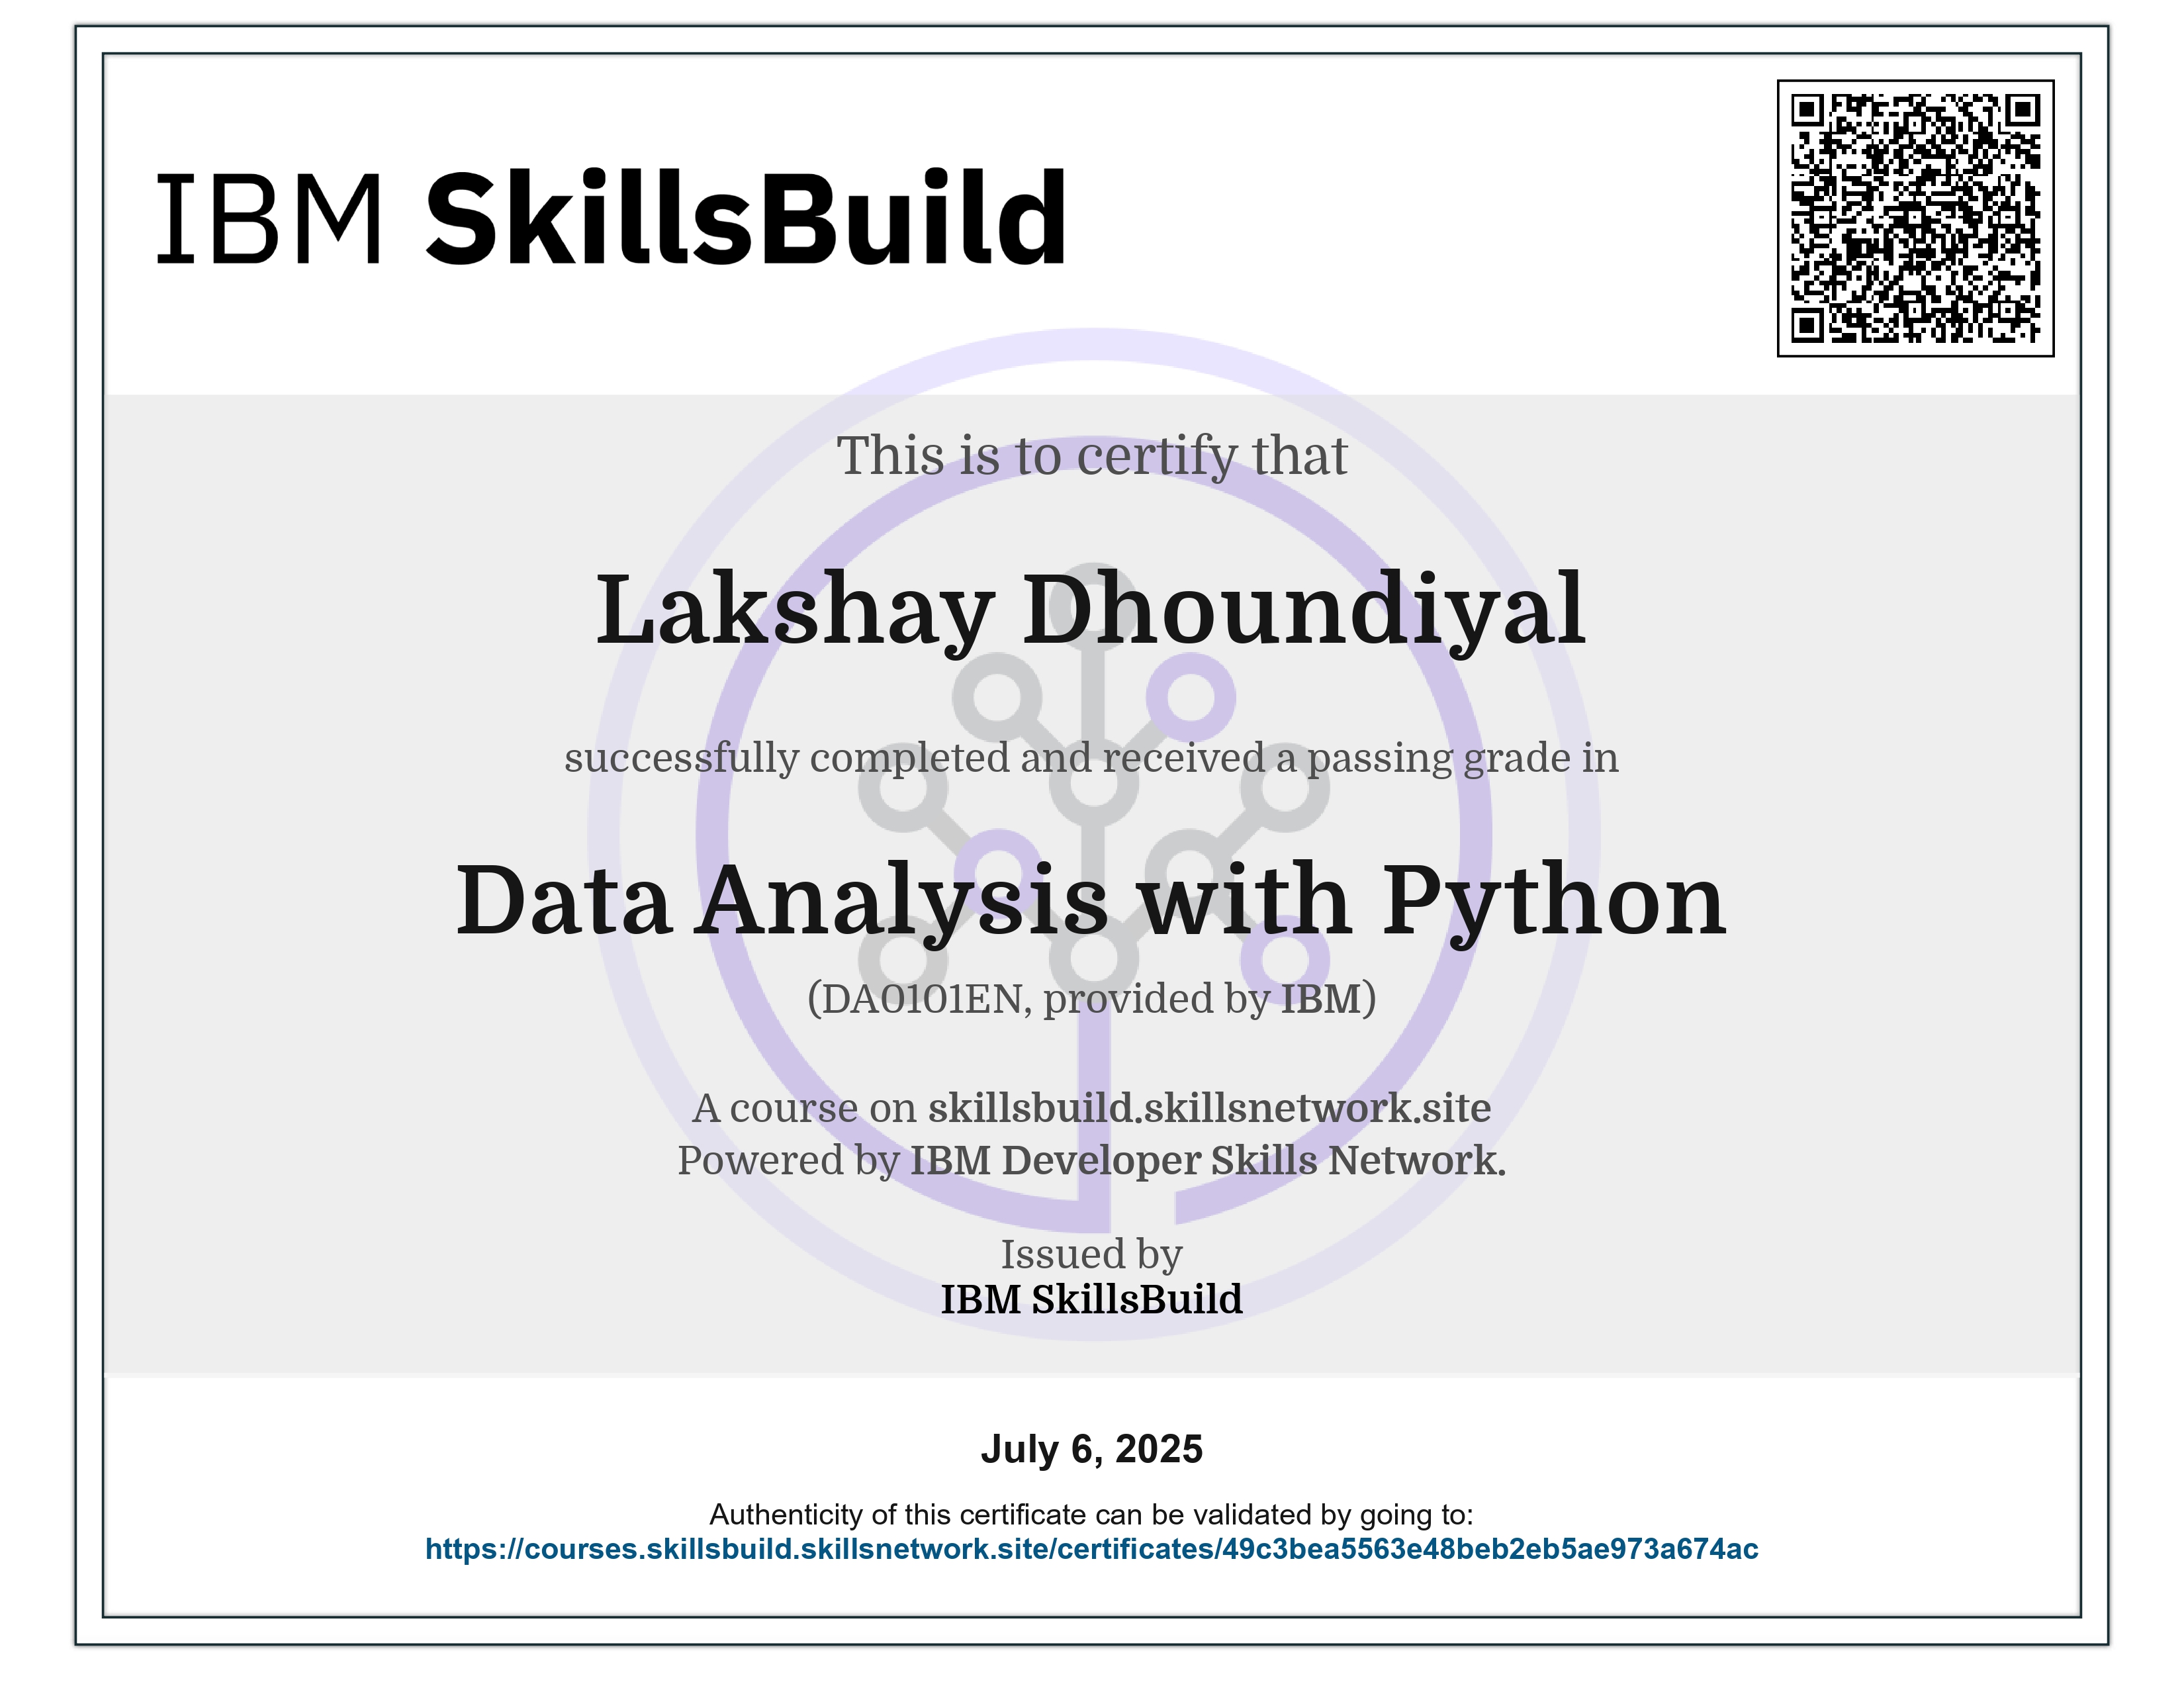 IBM SkillsBuild
This is to certify that
Lakshay Dhoundiyal
successfully completed and received a passing grade in
Data Analysis with Python
(DA0101EN, provided by IBM)
A course on skillsbuild.skillsnetwork.site
Powered by IBM Developer Skills Network.
Issued by
IBM SkillsBuild
July 6, 2025
Authenticity of this certificate can be validated by going to:
https://courses.skillsbuild.skillsnetwork.site/certificates/49c3bea5563e48beb2eb5ae973a674ac